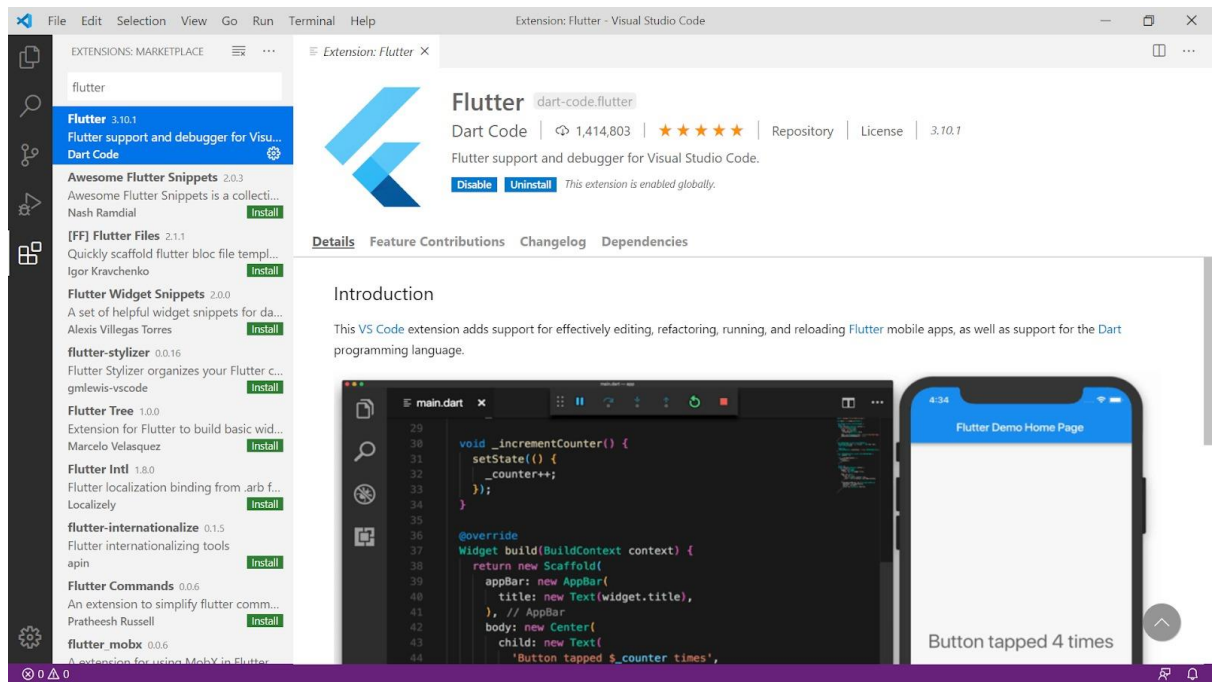 File Edit Selection View Go Run Terminal Help
Extension: Flutter - Visual Studio Code
EXTENSIONS: MARKETPLACE
flutter
Flutter 3.10.1
Flutter support and debugger for Visu...
Dart Code
Awesome Flutter Snippets 2.0.3
Awesome Flutter Snippets is a collecti...
Nash Ramdial Install
[FF] Flutter Files 2.1.1
Quickly scaffold flutter bloc file templ...
Igor Kravchenko Install
Flutter Widget Snippets 2.0.0
A set of helpful widget snippets for da...
Alexis Villegas Torres Install
flutter-stylizer 0.0.16
Flutter Stylizer organizes your Flutter c...
gmlewis-vscode Install
Flutter Tree 1.0.0
Extension for Flutter to build basic wid...
Marcelo Velasquez Install
Flutter Intl 1.8.0
Flutter localization binding from .arb f...
Localizely Install
flutter-internationalize 0.1.5
Flutter internationalizing tools
apin Install
Flutter Commands 0.0.6
An extension to simplify flutter comm...
Pratheesh Russell Install
flutter_mobx 0.0.6
A extension for using MobX in Flutter
Extension: Flutter
Flutter dart-code.flutter
Dart Code 1,414,803 Repository License 3.10.1
Flutter support and debugger for Visual Studio Code.
Disable Uninstall This extension is enabled globally.
Details Feature Contributions Changelog Dependencies
Introduction
This VS Code extension adds support for effectively editing, refactoring, running, and reloading Flutter mobile apps, as well as support for the Dart
programming language.
main.dart — app
main.dart
29
30 void _incrementCounter() {
31 setState(() {
32 _counter++;
33 });
34 }
35
36 @override
37 Widget build(BuildContext context) {
38 return new Scaffold(
39 appBar: new AppBar(
40 title: new Text(widget.title),
41 ), // AppBar
42 body: new Center(
43 child: new Text(
44 'Button tapped $_counter times',
4:34
Flutter Demo Home Page
Button tapped 4 times
0 0